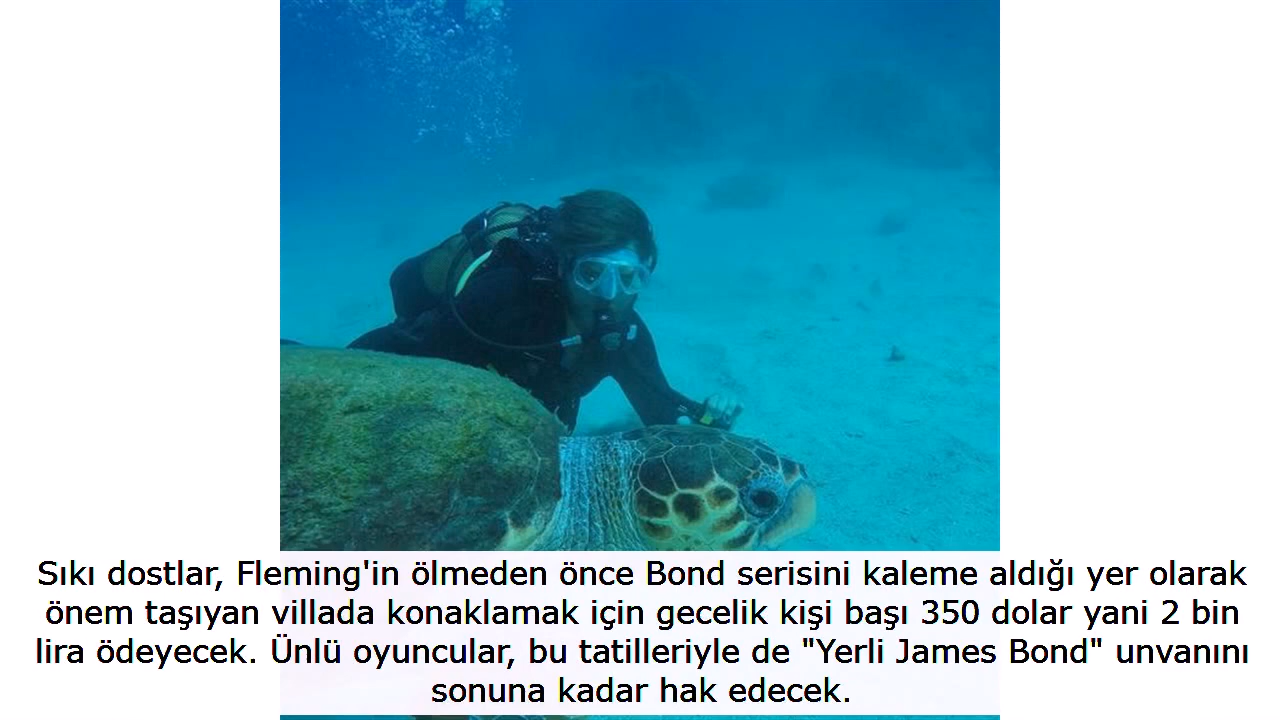 Sıkı dostlar, Fleming'in ölmeden önce Bond serisini kaleme aldığı yer olarak
önem taşıyan villada konaklamak için gecelik kişi başı 350 dolar yani 2 bin
lira ödeyecek. Ünlü oyuncular, bu tatilleriyle de "Yerli James Bond" unvanını
sonuna kadar hak edecek.